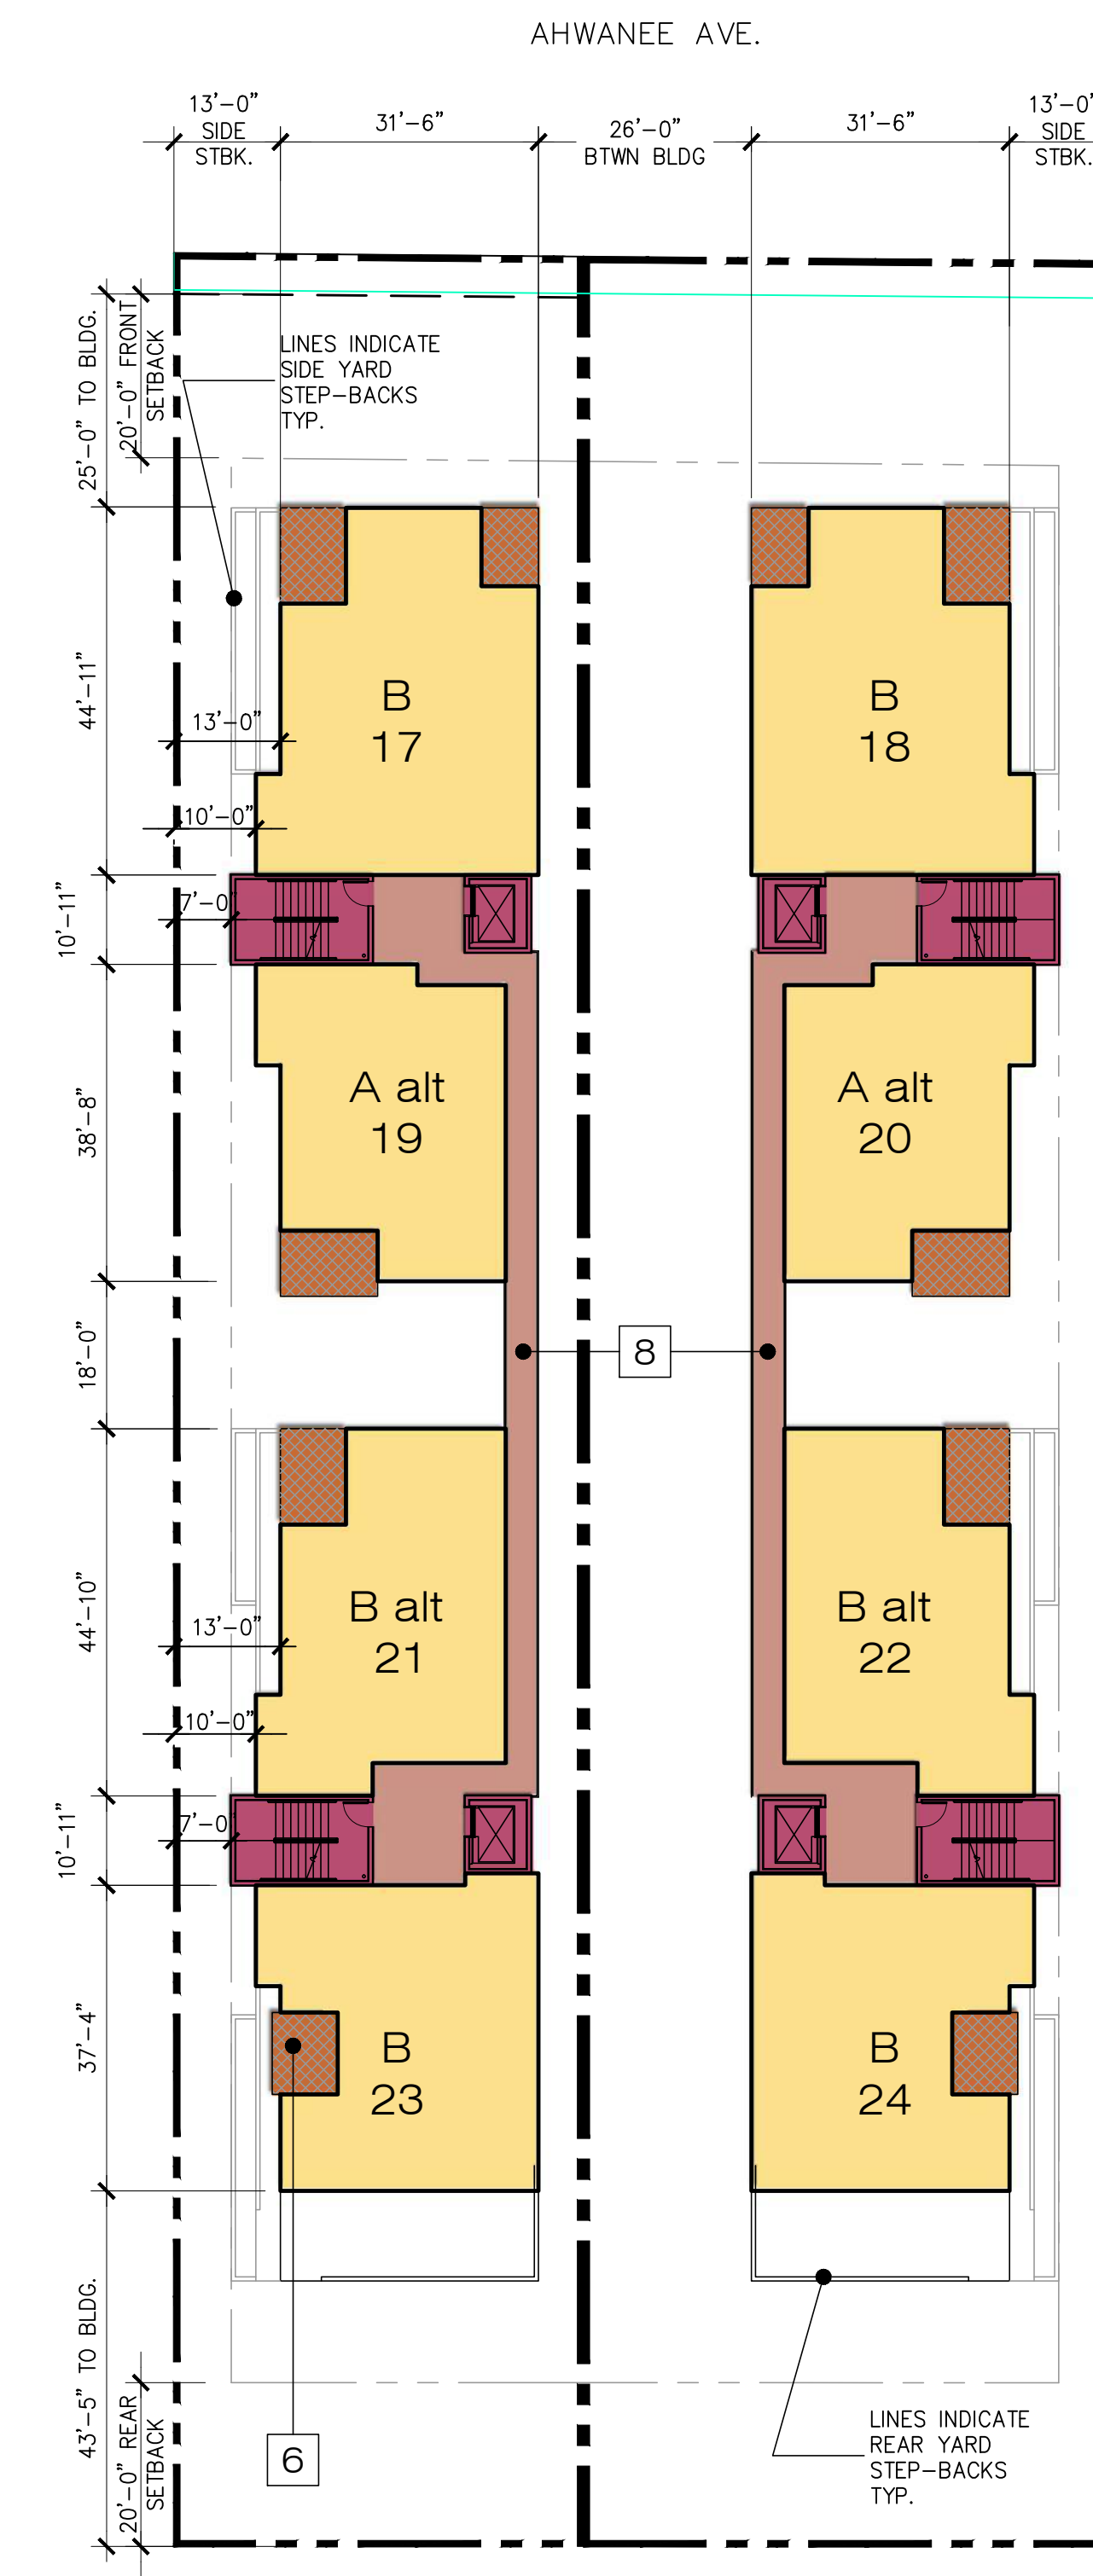 AHWANEE AVE.
13'-0"
SIDE
STBK.
31'-6"
26'-0"
BTWN BLDG
31'-6"
13'-0"
SIDE
STBK.
25'-0" TO BLDG.
20'-0" FRONT
SETBACK
LINES INDICATE
SIDE YARD
STEP-BACKS
TYP.
44'-11"
B
17
B
18
13'-0"
10'-0"
10'-11"
7'-0"
38'-8"
A alt
19
A alt
20
18'-0"
8
44'-10"
B alt
21
B alt
22
13'-0"
10'-0"
10'-11"
7'-0"
37'-4"
B
23
B
24
43'-5" TO BLDG.
20'-0" REAR
SETBACK
6
LINES INDICATE
REAR YARD
STEP-BACKS
TYP.